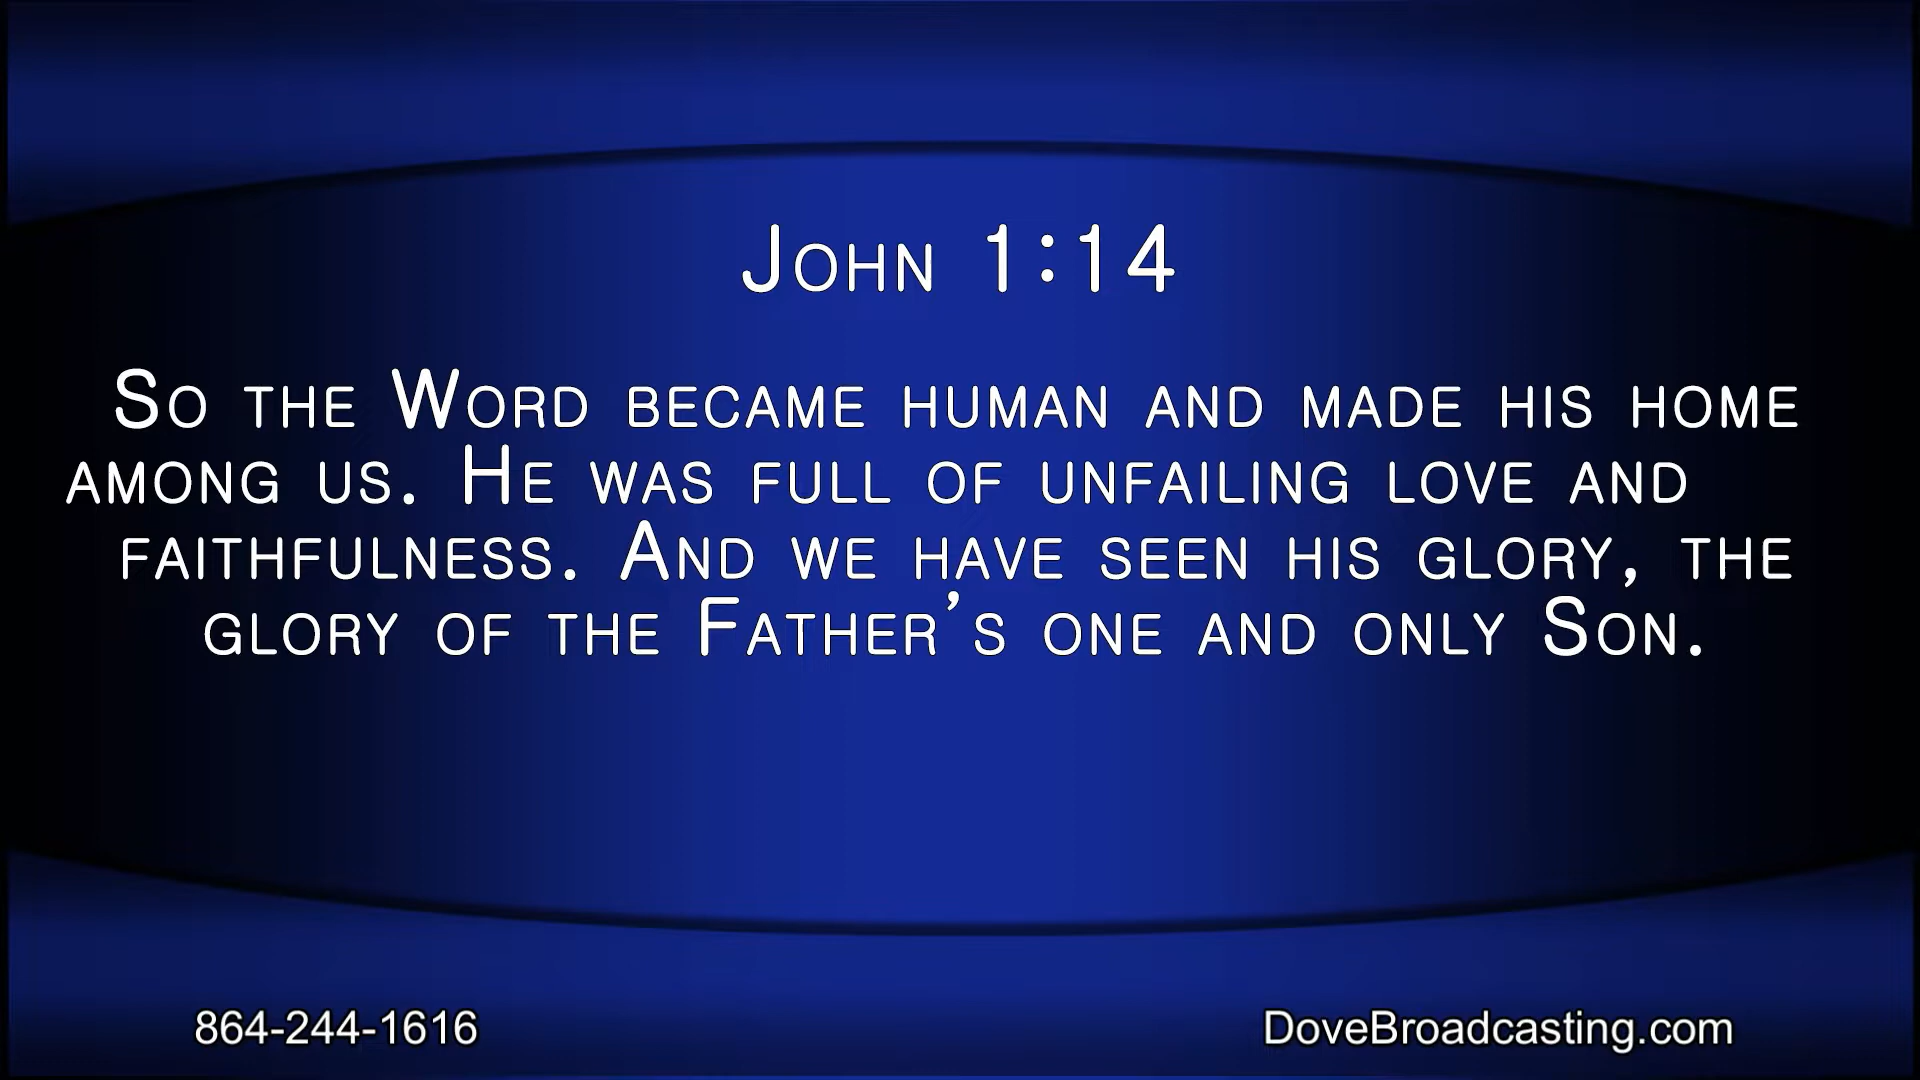 John 1:14
So the Word became human and made his home
among us. He was full of unfailing love and
faithfulness. And we have seen his glory, the
glory of the Father's one and only Son.
864-244-1616
DoveBroadcasting.com